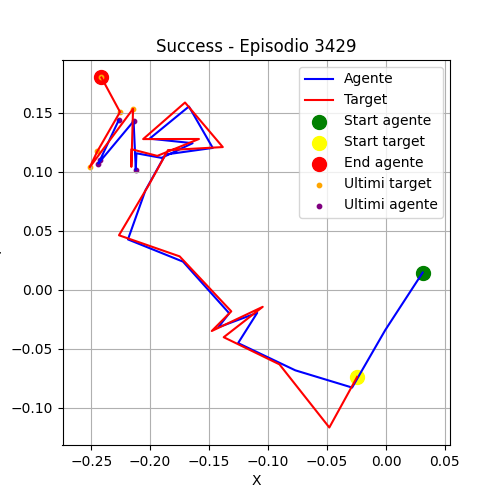 Success - Episodio 3429
Agente
Target
Start agente
Start target
End agente
Ultimi target
Ultimi agente
0.15
0.10
0.05
0.00
−0.05
−0.10
−0.25 −0.20 −0.15 −0.10 −0.05 0.00 0.05
X